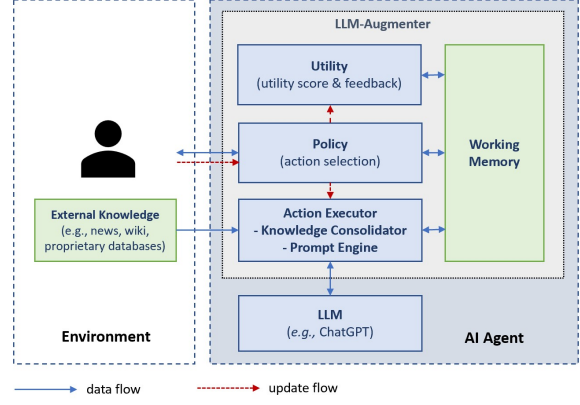 LLM-Augmenter
Utility
(utility score & feedback)
Policy
(action selection)
Working
Memory
External Knowledge
(e.g., news, wiki,
proprietary databases)
Action Executor
- Knowledge Consolidator
- Prompt Engine
LLM
(e.g., ChatGPT)
Environment
AI Agent
data flow
update flow